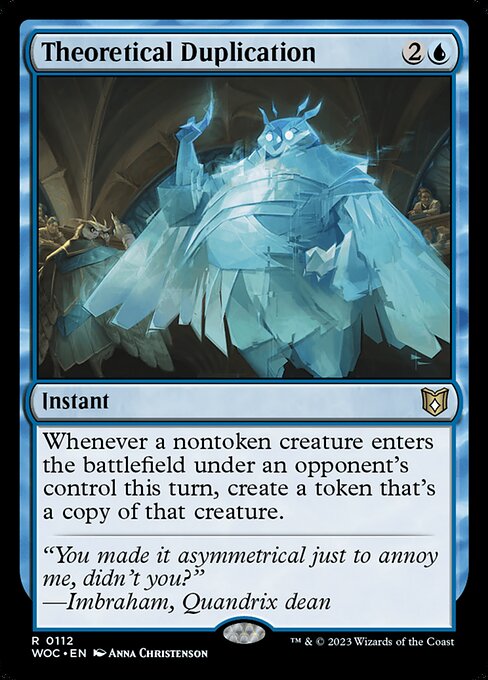 Theoretical Duplication 2
Instant
Whenever a nontoken creature enters
the battlefield under an opponent's
control this turn, create a token that's
a copy of that creature.
“You made it asymmetrical just to annoy
me, didn't you?”
—Imbraham, Quandrix dean
R 0112
™ & © 2023 Wizards of the Coast
WOC • EN Anna Christenson